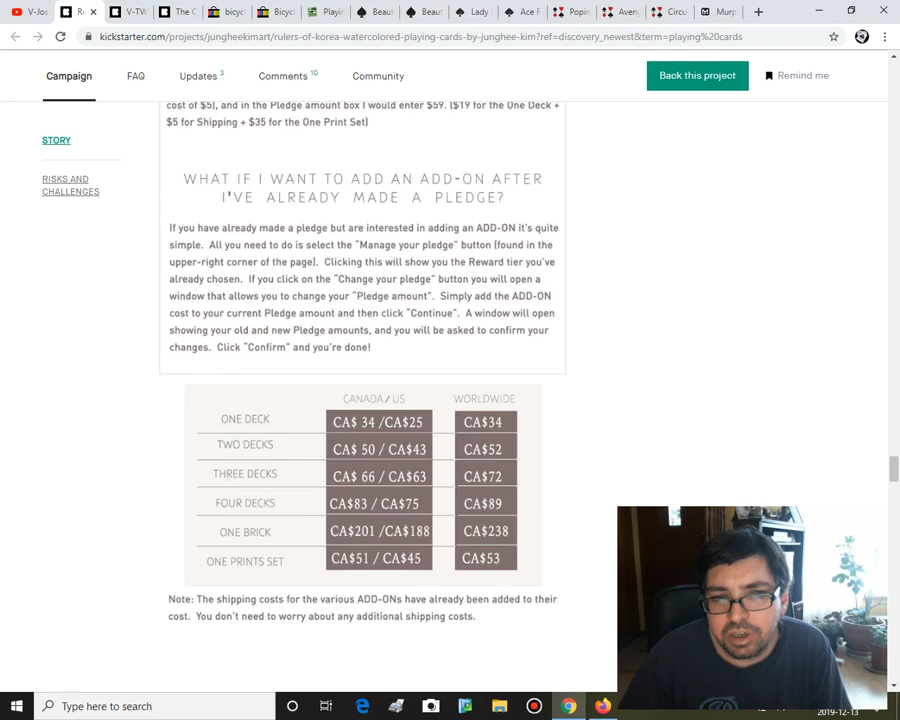 V-Jos
R
V-TW
The C
bicycl
Bicycl
Playin
Beaut
Beaut
Lady
Ace F
Popin
Aveng
Circu
Murp
kickstarter.com/projects/jungheekimart/rulers-of-korea-watercolored-playing-cards-by-junghee-kim?ref=discovery_newest&term=playing%20cards
Campaign FAQ Updates 3 Comments 10 Community Back this project Remind me
STORY
RISKS AND
CHALLENGES
cost of $5), and in the Pledge amount box I would enter $59. ($19 for the One Deck +
$5 for Shipping + $35 for the One Print Set)
WHAT IF I WANT TO ADD AN ADD-ON AFTER
I'VE ALREADY MADE A PLEDGE?
If you have already made a pledge but are interested in adding an ADD-ON it's quite
simple. All you need to do is select the "Manage your pledge" button (found in the
upper-right corner of the page). Clicking this will show you the Reward tier you've
already chosen. If you click on the "Change your pledge" button you will open a
window that allows you to change your "Pledge amount". Simply add the ADD-ON
cost to your current Pledge amount and then click "Continue". A window will open
showing your old and new Pledge amounts, and you will be asked to confirm your
changes. Click "Confirm" and you're done!
CANADA/US WORLDWIDE
ONE DECK CA$ 34 /CA$25 CA$34
TWO DECKS CA$ 50 / CA$43 CA$52
THREE DECKS CA$ 66 / CA$63 CA$72
FOUR DECKS CA$83 / CA$75 CA$89
ONE BRICK CA$201 /CA$188 CA$238
ONE PRINTS SET CA$51 / CA$45 CA$53
Note: The shipping costs for the various ADD-ONs have already been added to their
cost. You don't need to worry about any additional shipping costs.
Type here to search
2019-12-13